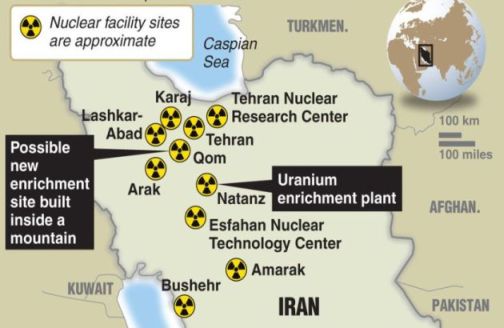 Nuclear facility sites
are approximate
TURKMEN.
Caspian
Sea
Karaj
Tehran Nuclear
Research Center
Lashkar-
Abad
Tehran
100 km
100 miles
Possible
new
enrichment
site built
inside a
mountain
Qom
Arak
Natanz
Uranium
enrichment plant
AFGHAN.
Esfahan Nuclear
Technology Center
Amarak
KUWAIT
Bushehr
IRAN
PAKISTAN